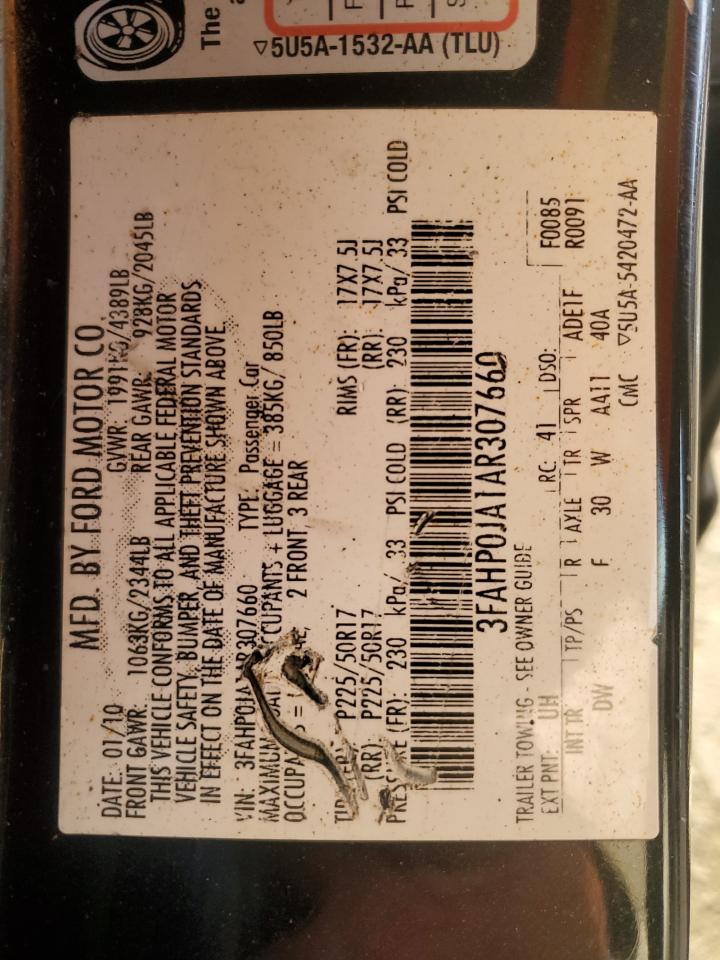 The
▽5U5A-1532-AA (TLU)
MFD. BY FORD MOTOR CO
DATE: 01/10 GVWR: 1991KG/4389LB
FRONT GAWR: 1063KG/2344LB REAR GAWR: 928KG/2045LB
THIS VEHICLE CONFORMS TO ALL APPLICABLE FEDERAL MOTOR
VEHICLE SAFETY, BUMPER, AND THEFT PREVENTION STANDARDS
IN EFFECT ON THE DATE OF MANUFACTURE SHOWN ABOVE.
VIN: 3FAHP0JA AR307660 TYPE: Passenger Car
MAXIMUM OCCUPANTS + LUGGAGE = 385KG/ 850LB
OCCUPA S = 2 FRONT, 3 REAR
P225/50R17 RIMS (FR): 17X7.5J
(RR): P225/50R17 (RR): 17X7.5J
(FR): 230 kPa/ 33 PSI COLD (RR): 230 kPa/ 33 PSI COLD
3FAHP0JA1AR307660
TRAILER TOWING - SEE OWNER GUIDE
EXT PNT: UH RC: 41 DSO: F0085
R0091
INT TR TP/PS R AXLE TR SPR ADE1F
DW F 30 W A411 40A
CMC ▽5U5A-5420472-AA